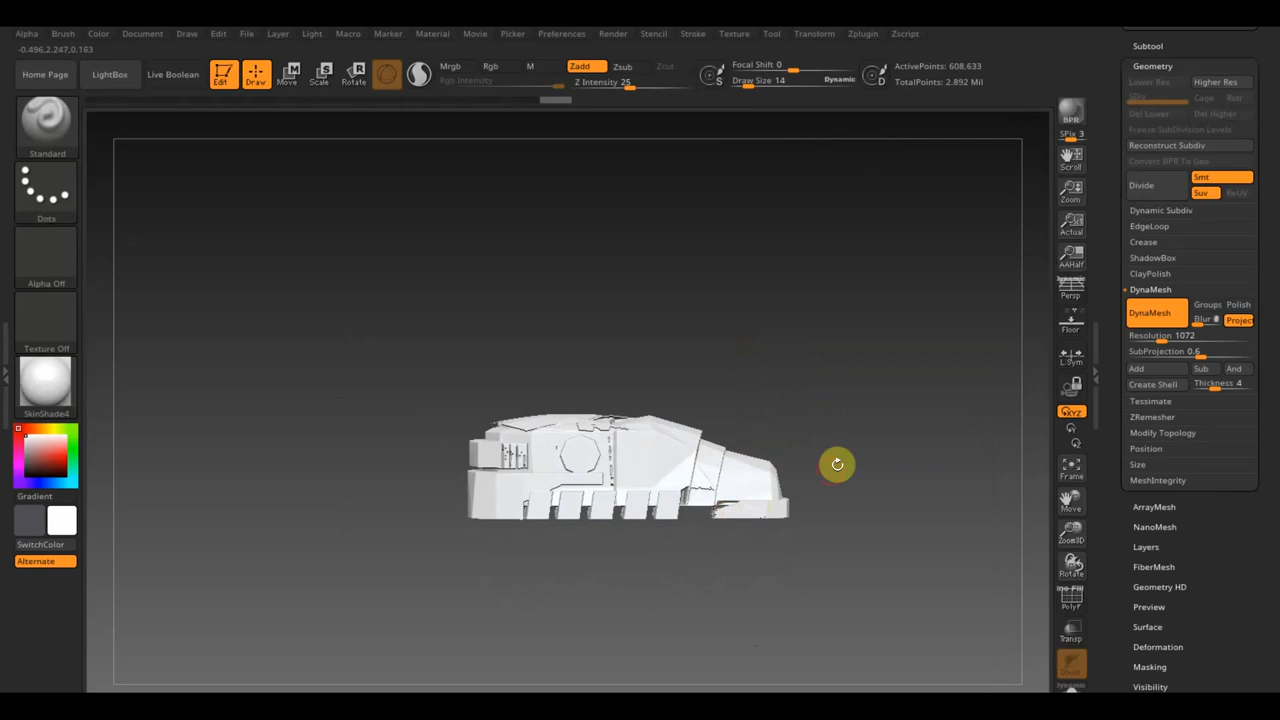 Alpha Brush Color Document Draw Edit File Layer Light Macro Marker Material Movie Picker Preferences Render Stencil Stroke Texture Tool Transform Zplugin Zscript
-0.496,2.247,0.163
Home Page
LightBox
Live Boolean
Edit
Draw
Move
Scale
Rotate
Mrgb Rgb M
Rgb Intensity
Zadd Zsub Zcut
Z Intensity 25
S
Focal Shift 0
Draw Size 14 Dynamic
D
ActivePoints: 608,633
TotalPoints: 2.892 Mil
Standard
Dots
Alpha Off
Texture Off
SkinShade4
Gradient
SwitchColor
Alternate
BPR
SPix 3
Scroll
Zoom
Actual
AAHalf
Dynamic
Persp
Floor
L.Sym
XYZ
Y
Z
Frame
Move
Zoom3D
Rotate
PolyF
Transp
Dynamic
Subtool
Geometry
Lower Res Higher Res
SDiv Cage Rstr
Del Lower Del Higher
Freeze SubDivision Levels
Reconstruct Subdiv
Convert BPR To Geo
Divide
Smt
Suv ReUV
Dynamic Subdiv
EdgeLoop
Crease
ShadowBox
ClayPolish
DynaMesh
DynaMesh
Groups Polish
Blur Projec
Resolution 1072
SubProjection 0.6
Add Sub And
Create Shell Thickness 4
Tessimate
ZRemesher
Modify Topology
Position
Size
MeshIntegrity
ArrayMesh
NanoMesh
Layers
FiberMesh
Geometry HD
Preview
Surface
Deformation
Masking
Visibility